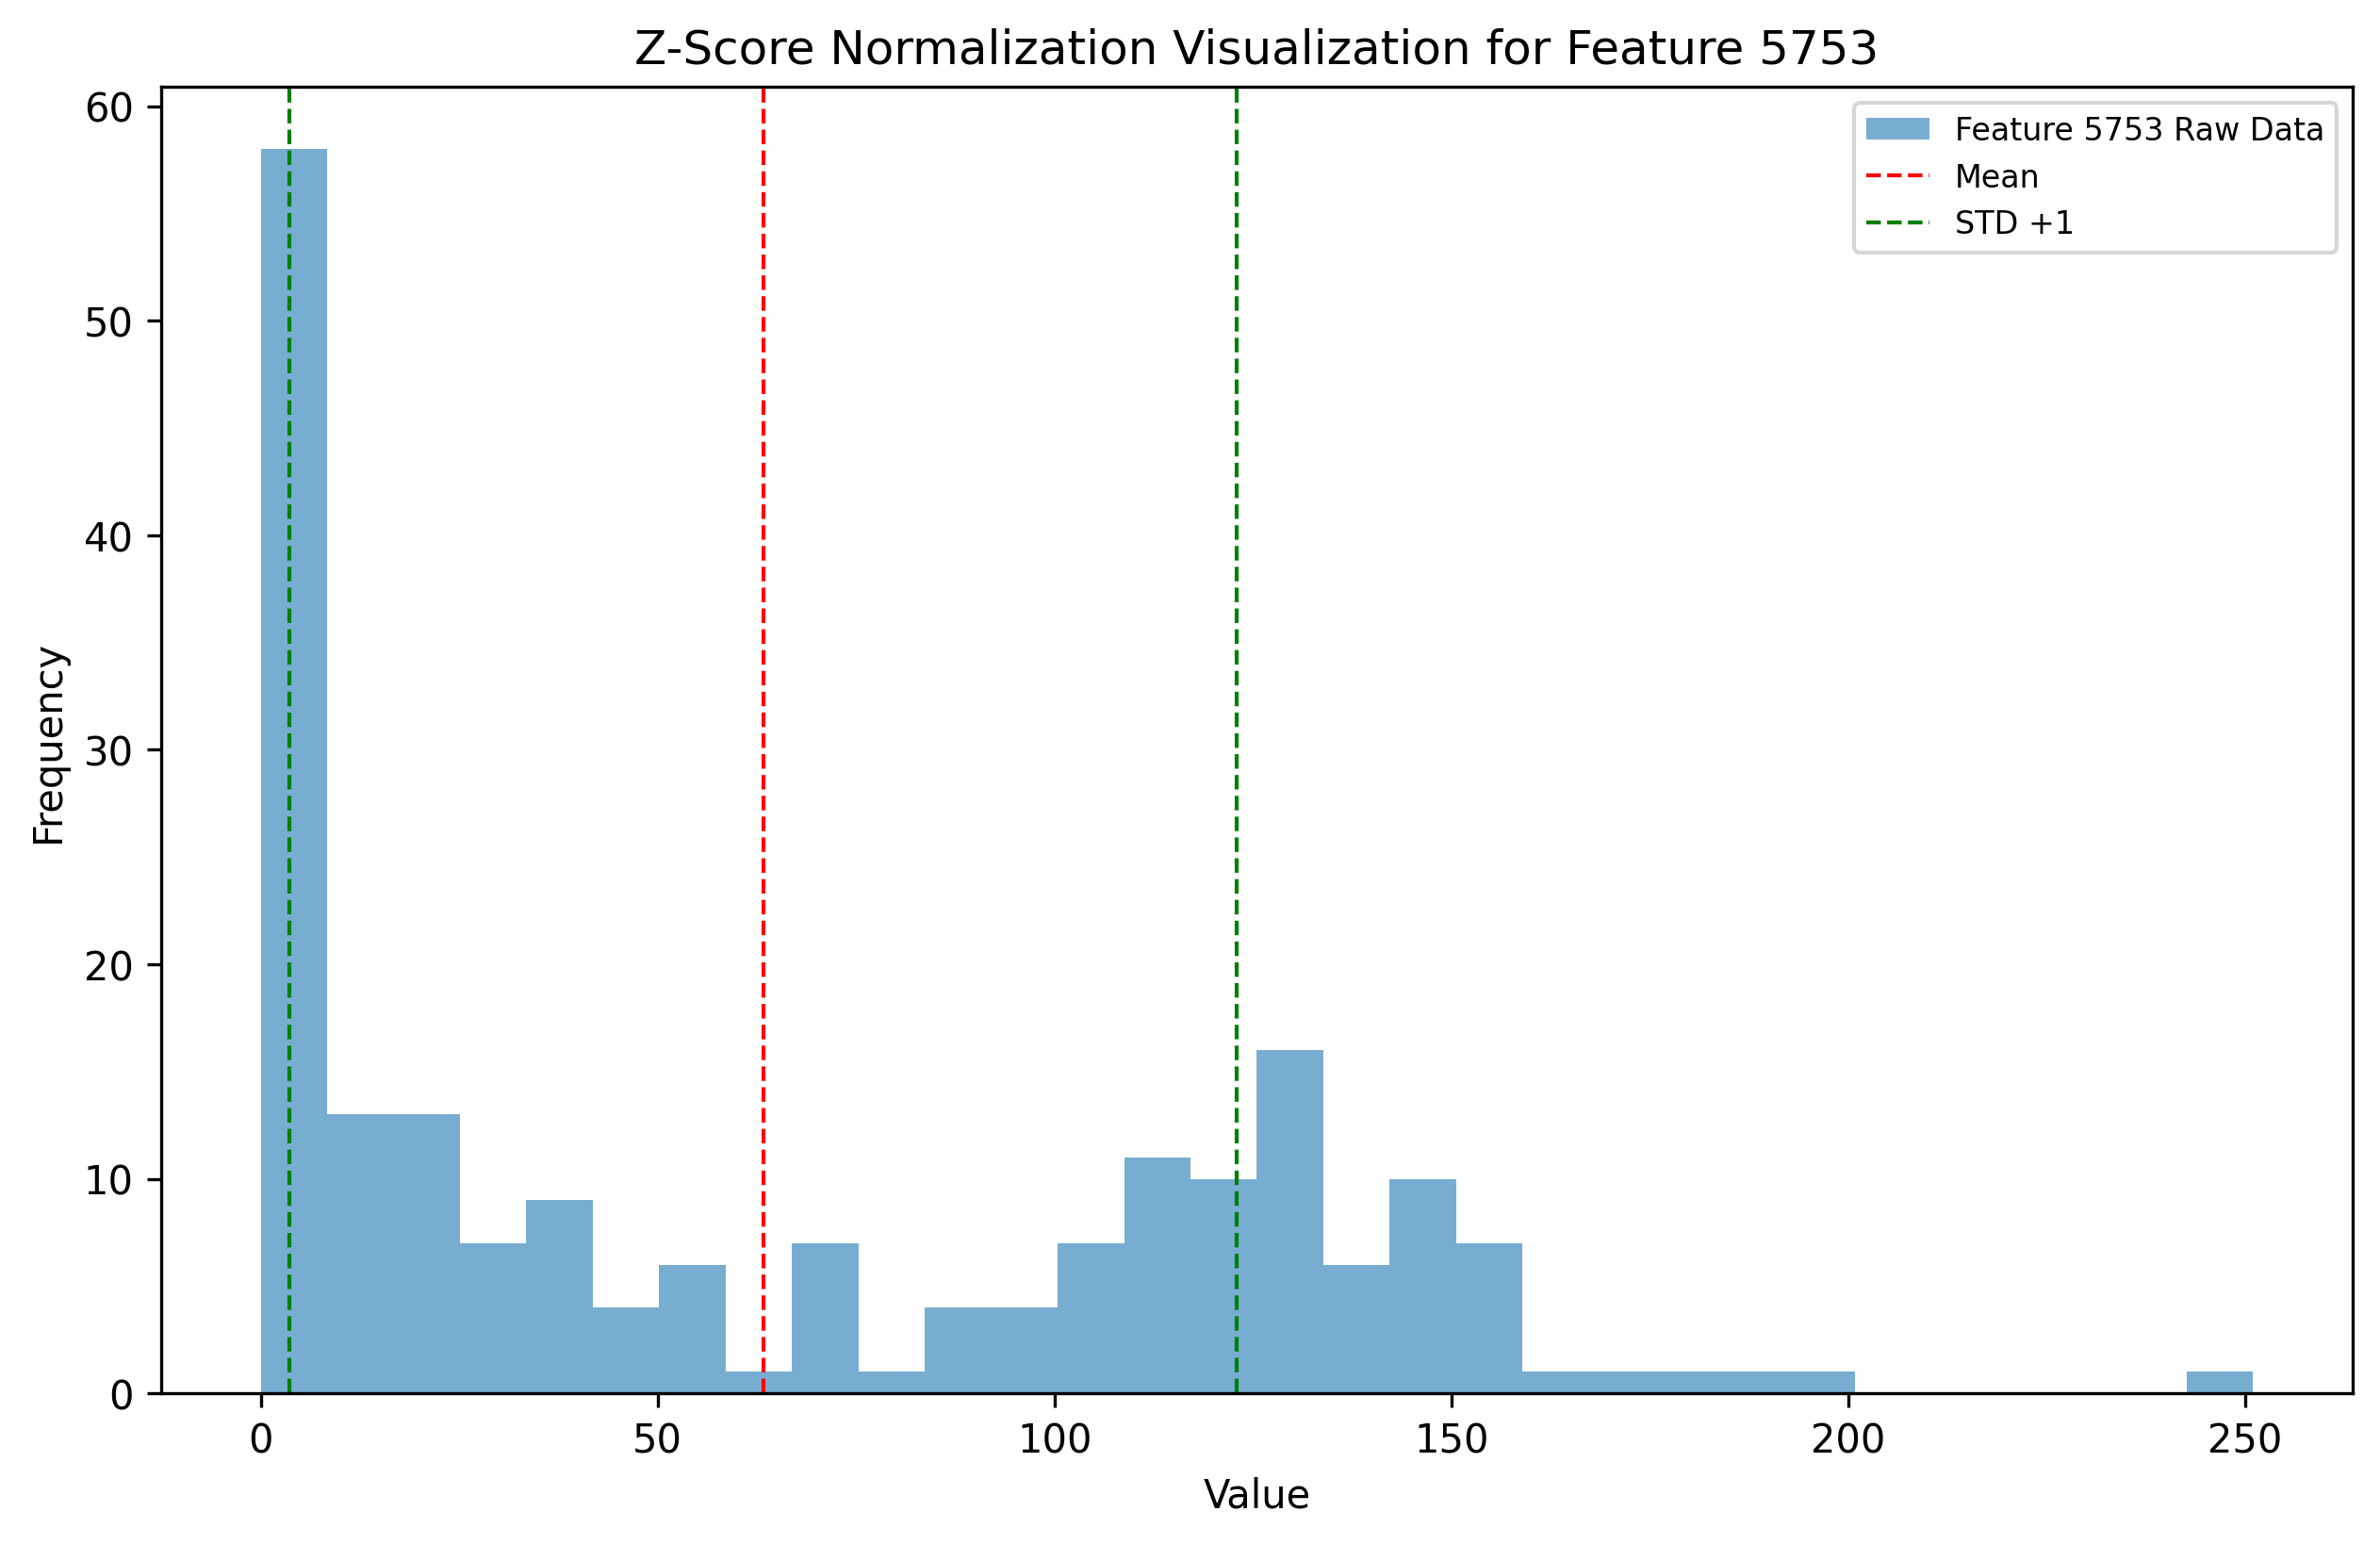 Z-Score Normalization Visualization for Feature 5753
Feature 5753 Raw Data
Mean
STD +1
60
50
40
30
20
10
0
Frequency
0 50 100 150 200 250
Value